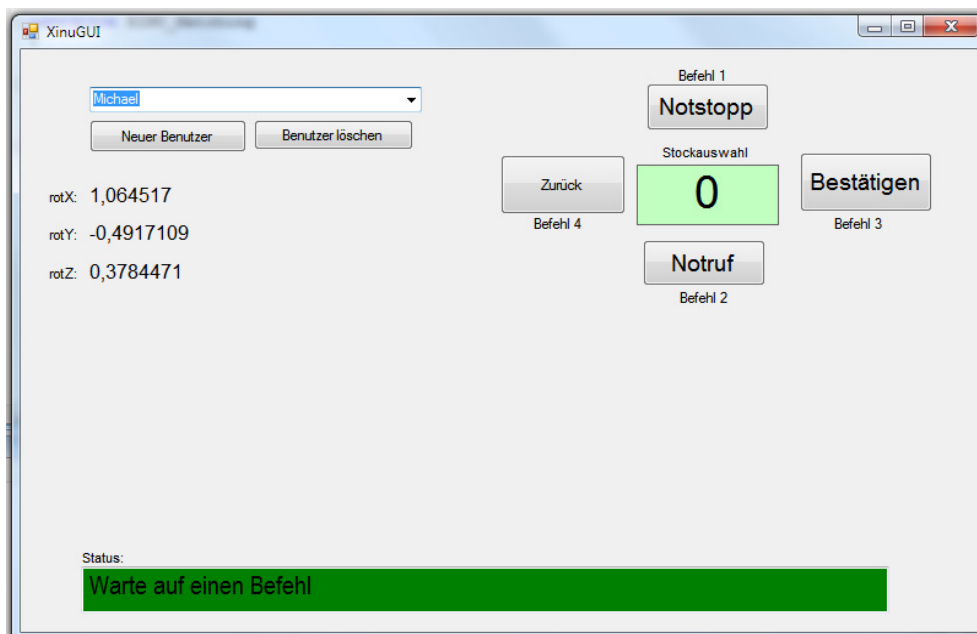 XinuGUI
Michael
Neuer Benutzer
Benutzer löschen
rotX: 1,064517
rotY: -0,4917109
rotZ: 0,3784471
Befehl 1
Notstopp
Stockauswahl
Zurück
0
Bestätigen
Befehl 4
Befehl 3
Notruf
Befehl 2
Status:
Warte auf einen Befehl